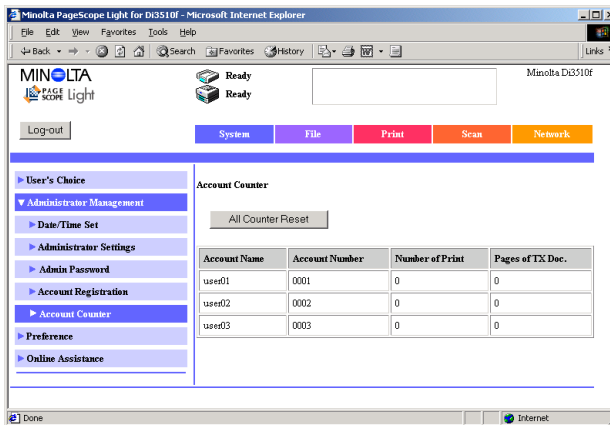 Minolta PageScope Light for Di3510f - Microsoft Internet Explorer
File Edit View Favorites Tools Help
Back Search Favorites History
Links
MINOLTA
PAGE SCOPE Light
Ready
Ready
Minolta Di3510f
Log-out
System File Print Scan Network
User's Choice
Administrator Management
Date/Time Set
Administrator Settings
Admin Password
Account Registration
Account Counter
Preference
Online Assistance
Account Counter
All Counter Reset
Account Name Account Number Number of Print Pages of TX Doc.
user01 0001 0 0
user02 0002 0 0
user03 0003 0 0
Done Internet